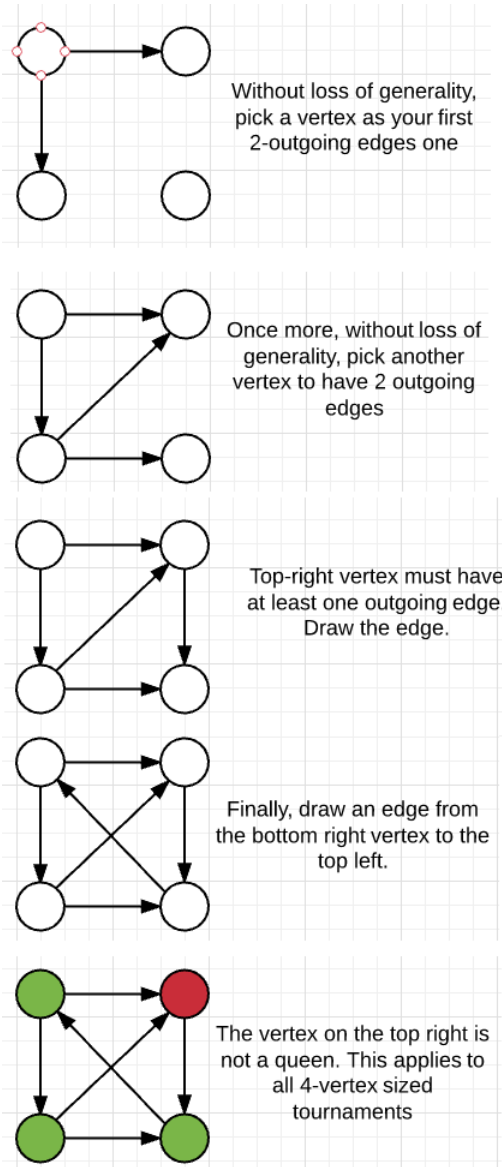 Without loss of generality,
pick a vertex as your first
2-outgoing edges one
Once more, without loss of
generality, pick another
vertex to have 2 outgoing
edges
Top-right vertex must have
at least one outgoing edge
Draw the edge.
Finally, draw an edge from
the bottom right vertex to the
top left.
The vertex on the top right is
not a queen. This applies to
all 4-vertex sized
tournaments